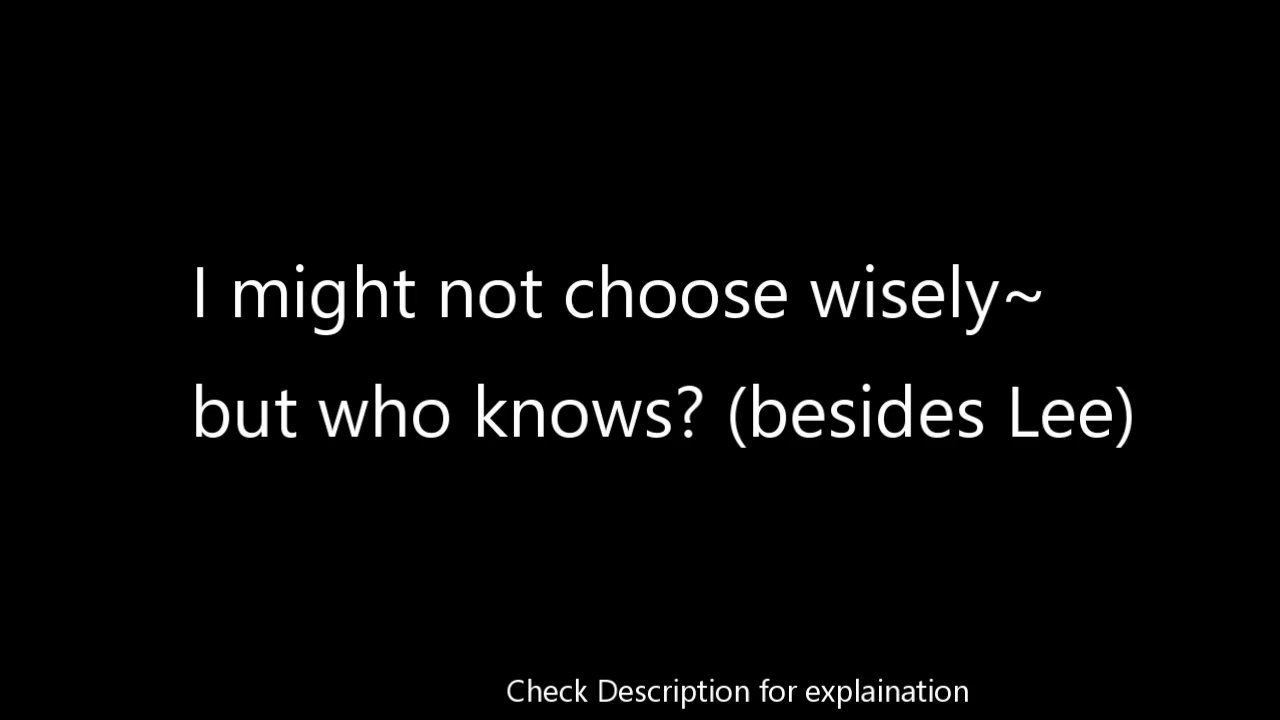 I might not choose wisely~
but who knows? (besides Lee)
Check Description for explaination